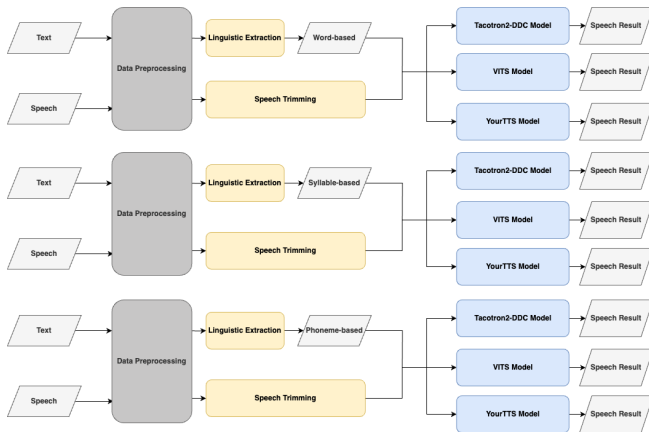 Text
Linguistic Extraction
Word-based
Tacotron2-DDC Model
Speech Result
Data Preprocessing
VITS Model
Speech Result
Speech
Speech Trimming
YourTTS Model
Speech Result
Text
Linguistic Extraction
Syllable-based
Tacotron2-DDC Model
Speech Result
Data Preprocessing
VITS Model
Speech Result
Speech
Speech Trimming
YourTTS Model
Speech Result
Text
Linguistic Extraction
Phoneme-based
Tacotron2-DDC Model
Speech Result
Data Preprocessing
VITS Model
Speech Result
Speech
Speech Trimming
YourTTS Model
Speech Result